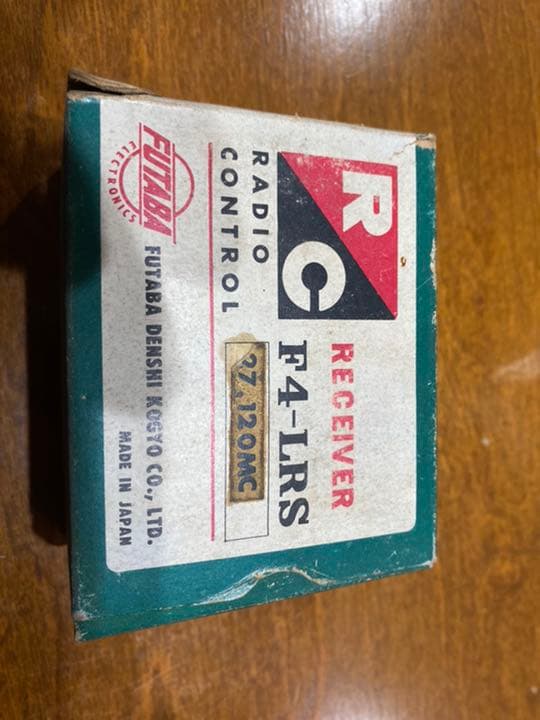 RC
RECEIVER
F4-LRS
RADIO
CONTROL
27.120MC
FUTABA
ELECTRONICS
FUTABA DENSHI KOGYO CO., LTD.
MADE IN JAPAN